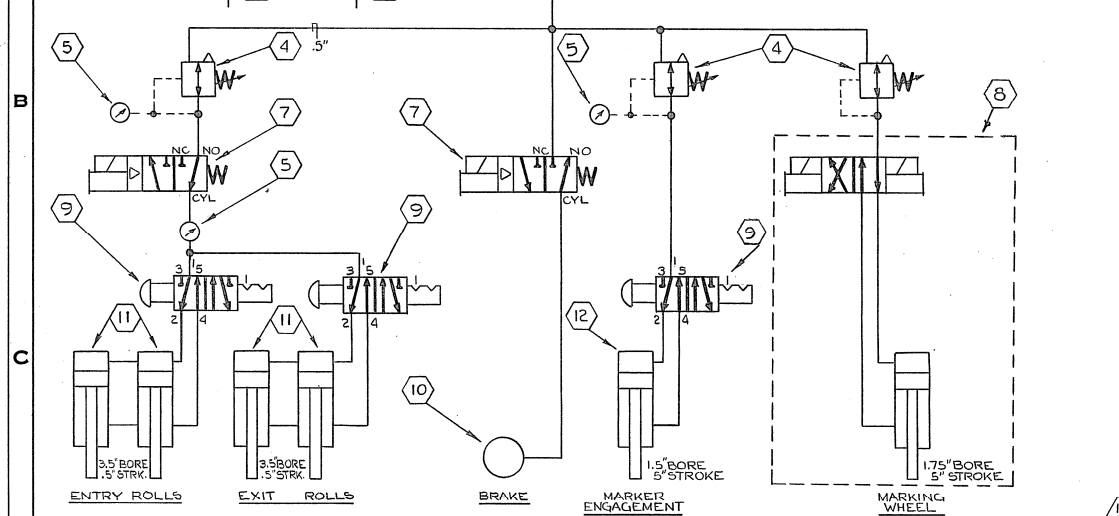 .5"
5
4
5
4
B
8
7
NC
NO
7
NC
NO
CYL
5
CYL
9
9
9
3
1
5
3
1
5
3
1
5
2
4
2
4
2
4
11
11
12
C
10
3.5" BORE
.5" STRK.
3.5" BORE
.5" STRK.
1.5" BORE
5" STROKE
1.75" BORE
5" STROKE
ENTRY ROLLS
EXIT ROLLS
BRAKE
MARKER
ENGAGEMENT
MARKING
WHEEL